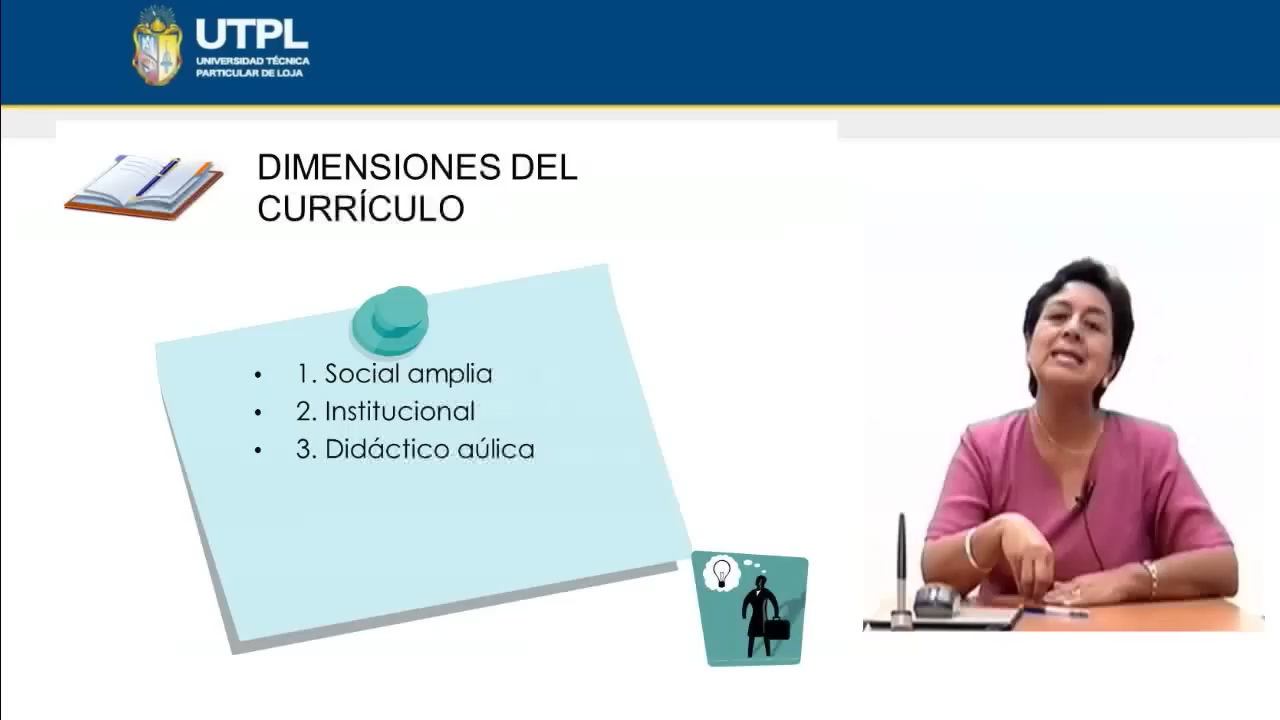 UTPL
UNIVERSIDAD TÉCNICA
PARTICULAR DE LOJA
DIMENSIONES DEL
CURRÍCULO
• 1. Social amplia
• 2. Institucional
• 3. Didáctico aúlica